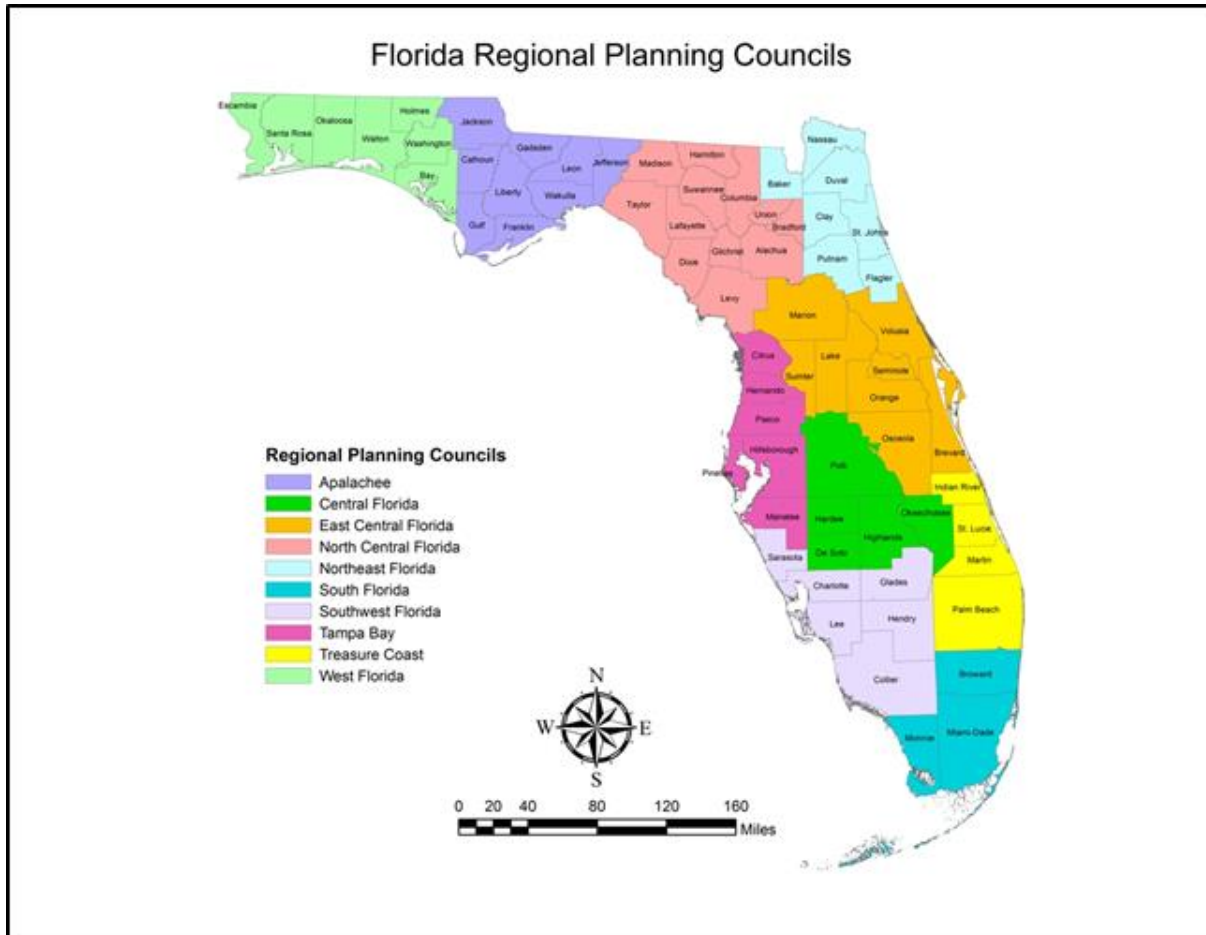 Florida Regional Planning Councils
Escambia
Santa Rosa
Okaloosa
Walton
Holmes
Washington
Bay
Jackson
Calhoun
Gulf
Gadsden
Liberty
Franklin
Leon
Wakulla
Jefferson
Madison
Taylor
Hamilton
Suwannee
Lafayette
Dixie
Columbia
Gilchrist
Levy
Union
Bradford
Alachua
Baker
Nassau
Duval
Clay
St. Johns
Putnam
Flagler
Marion
Volusia
Citrus
Sumter
Lake
Seminole
Hernando
Orange
Pasco
Osceola
Brevard
Hillsborough
Pinellas
Polk
Indian River
Manatee
Hardee
Okeechobee
Highlands
St. Lucie
Sarasota
De Soto
Martin
Charlotte
Glades
Lee
Hendry
Palm Beach
Collier
Broward
Monroe
Miami-Dade
Regional Planning Councils
Apalachee
Central Florida
East Central Florida
North Central Florida
Northeast Florida
South Florida
Southwest Florida
Tampa Bay
Treasure Coast
West Florida
N
W E
S
0 20 40 80 120 160
Miles